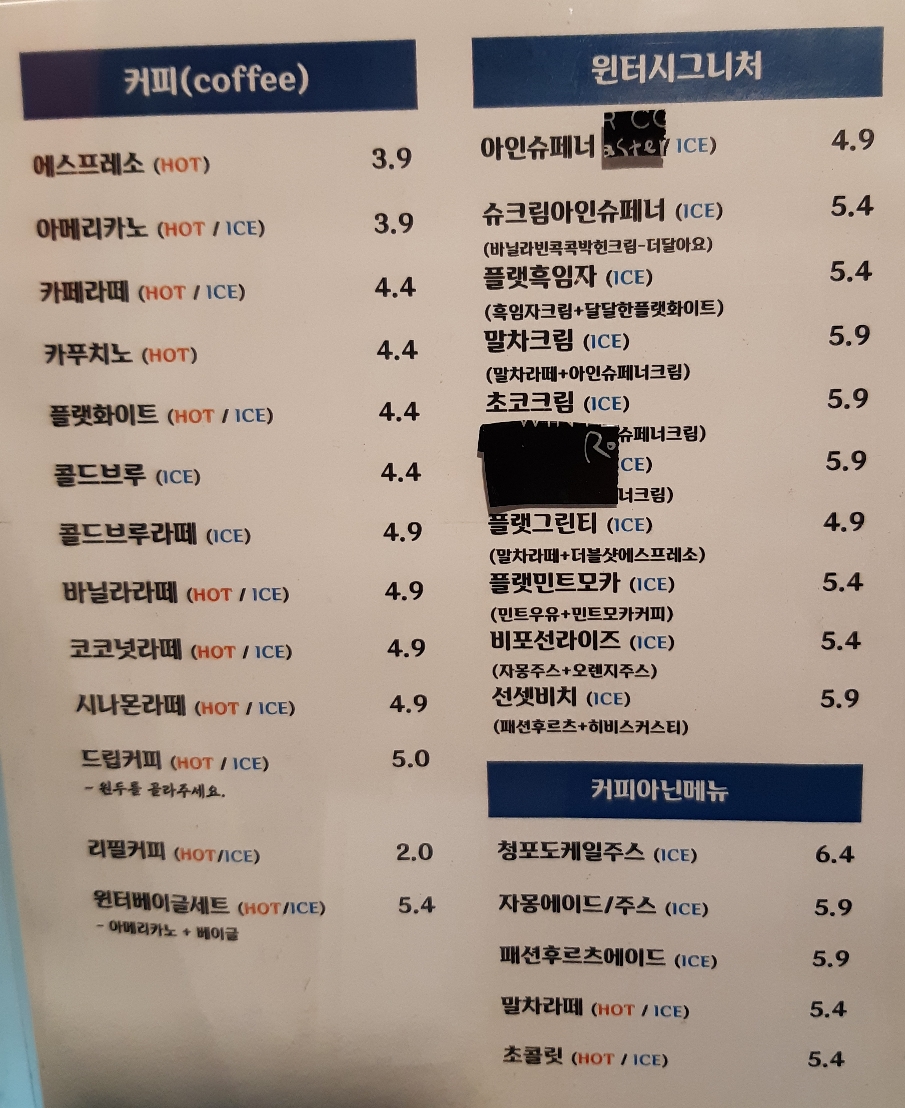 커피(coffee)
에스프레소 (HOT) 3.9
아메리카노 (HOT / ICE) 3.9
카페라떼 (HOT / ICE) 4.4
카푸치노 (HOT) 4.4
플랫화이트 (HOT / ICE) 4.4
콜드브루 (ICE) 4.4
콜드브루라떼 (ICE) 4.9
바닐라라떼 (HOT / ICE) 4.9
코코넛라떼 (HOT / ICE) 4.9
시나몬라떼 (HOT / ICE) 4.9
드립커피 (HOT / ICE) 5.0
- 원두를 골라주세요.
리필커피 (HOT/ICE) 2.0
윈터베이글세트 (HOT/ICE) 5.4
- 아메리카노 + 베이글
윈터시그니처
아인슈페너 / ICE) 4.9
슈크림아인슈페너 (ICE) 5.4
(바닐라빈콕콕박힌크림-더달아요)
플랫흑임자 (ICE) 5.4
(흑임자크림+달달한플랫화이트)
말차크림 (ICE) 5.9
(말차라떼+아인슈페너크림)
초코크림 (ICE) 5.9
슈페너크림)
CE) 5.9
너크림)
플랫그린티 (ICE) 4.9
(말차라떼+더블샷에스프레소)
플랫민트모카 (ICE) 5.4
(민트우유+민트모카커피)
비포선라이즈 (ICE) 5.4
(자몽주스+오렌지주스)
선셋비치 (ICE) 5.9
(패션후르츠+히비스커스티)
커피아닌메뉴
청포도케일주스 (ICE) 6.4
자몽에이드/주스 (ICE) 5.9
패션후르츠에이드 (ICE) 5.9
말차라떼 (HOT / ICE) 5.4
초콜릿 (HOT / ICE) 5.4